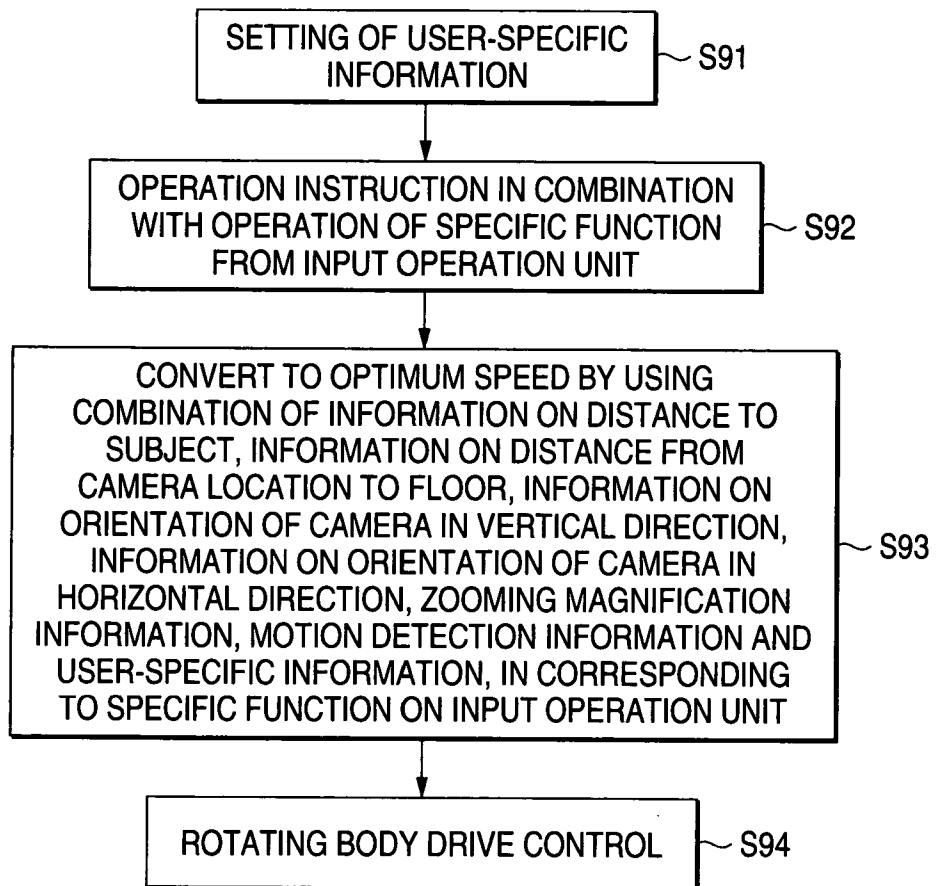 SETTING OF USER-SPECIFIC
INFORMATION
S91
OPERATION INSTRUCTION IN COMBINATION
WITH OPERATION OF SPECIFIC FUNCTION
FROM INPUT OPERATION UNIT
S92
CONVERT TO OPTIMUM SPEED BY USING
COMBINATION OF INFORMATION ON DISTANCE TO
SUBJECT, INFORMATION ON DISTANCE FROM
CAMERA LOCATION TO FLOOR, INFORMATION ON
ORIENTATION OF CAMERA IN VERTICAL DIRECTION,
INFORMATION ON ORIENTATION OF CAMERA IN
HORIZONTAL DIRECTION, ZOOMING MAGNIFICATION
INFORMATION, MOTION DETECTION INFORMATION AND
USER-SPECIFIC INFORMATION, IN CORRESPONDING
TO SPECIFIC FUNCTION ON INPUT OPERATION UNIT
S93
ROTATING BODY DRIVE CONTROL
S94